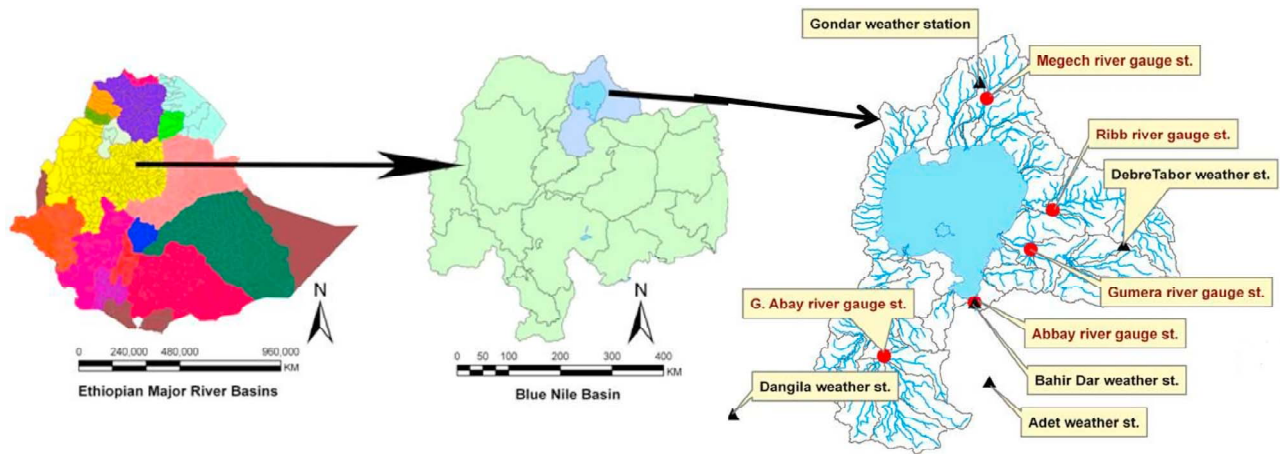 Gondar weather station
Megech river gauge st.
Ribb river gauge st.
DebreTabor weather st.
G. Abay river gauge st.
Gumera river gauge st.
Abbay river gauge st.
Dangila weather st.
Bahir Dar weather st.
Adet weather st.
N
0 240,000 480,000 960,000
KM
Ethiopian Major River Basins
N
0 50 100 200 300 400
KM
Blue Nile Basin